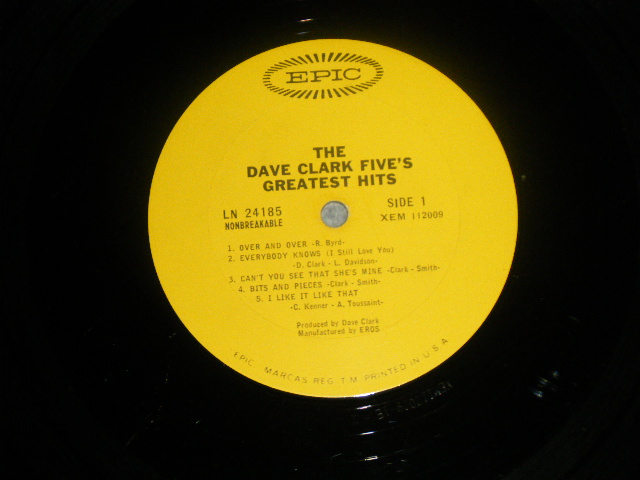 EPIC
THE
DAVE CLARK FIVE'S
GREATEST HITS
LN 24185
NONBREAKABLE
SIDE 1
XEM 112009
1. OVER AND OVER -R. Byrd-
2. EVERYBODY KNOWS (I Still Love You)
-D. Clark - L. Davidson-
3. CAN'T YOU SEE THAT SHE'S MINE -Clark - Smith-
4. BITS AND PIECES -Clark - Smith-
5. I LIKE IT LIKE THAT
-C. Kenner - A. Toussaint-
Produced by Dave Clark
Manufactured by EROS
EPIC. MARCAS REG. T.M. PRINTED IN U.S.A.